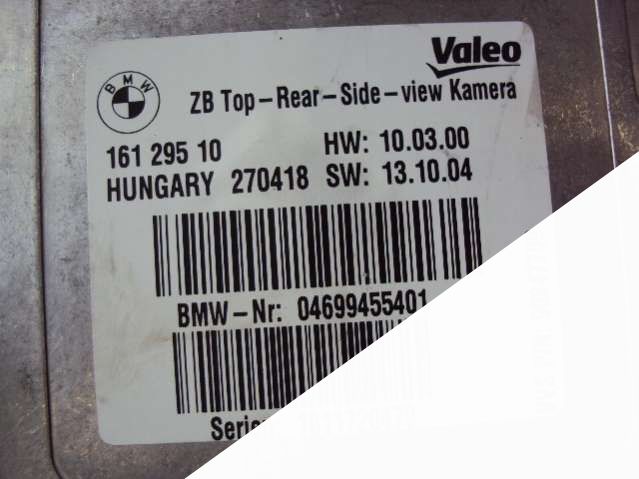 BMW
Valeo
ZB Top-Rear-Side-view Kamera
161 295 10 HW: 10.03.00
HUNGARY 270418 SW: 13.10.04
BMW-Nr: 04699455401